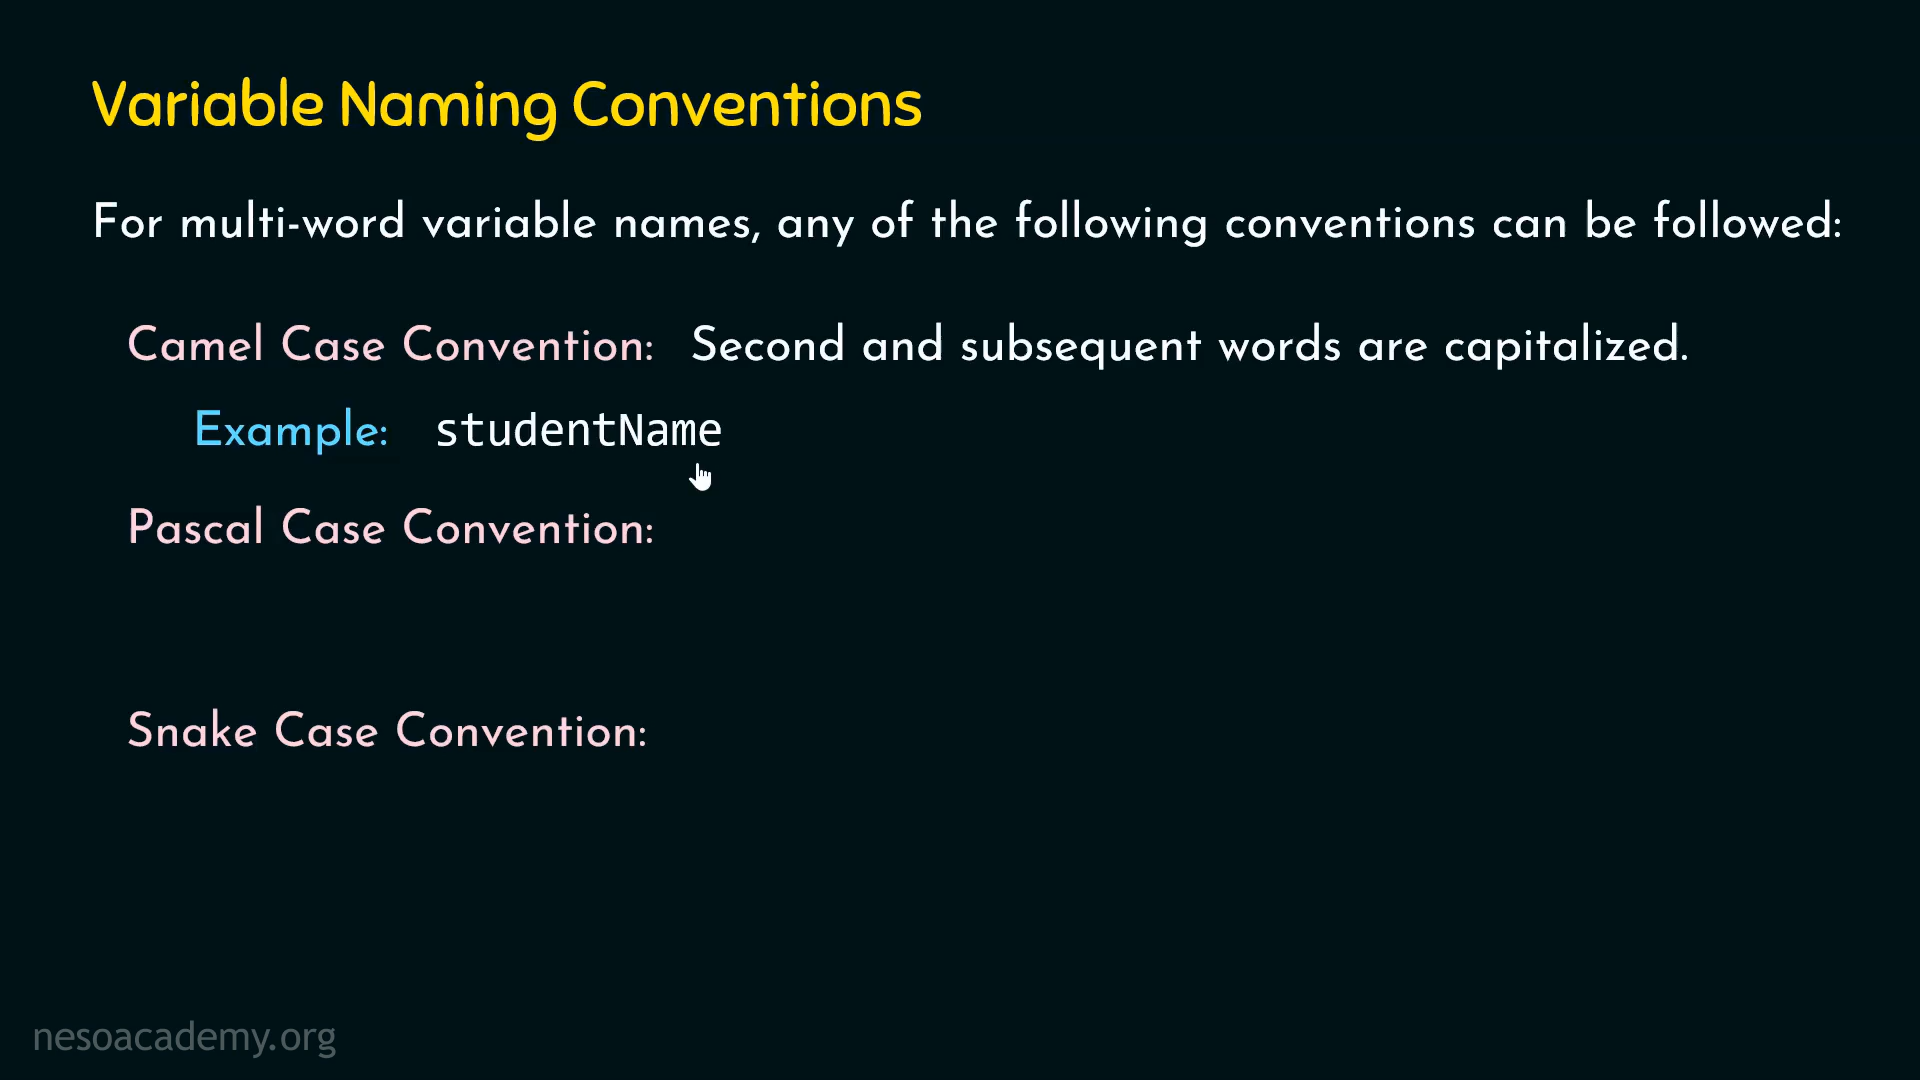 Variable Naming Conventions
For multi-word variable names, any of the following conventions can be followed:
Camel Case Convention: Second and subsequent words are capitalized.
Example: studentName
Pascal Case Convention:
Snake Case Convention:
nesoacademy.org